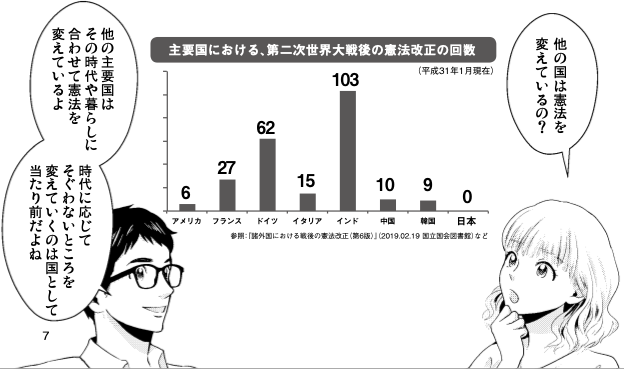 他の国は憲法を
変えているの？
主要国における、第二次世界大戦後の憲法改正の回数
（平成31年1月現在）
6
27
62
15
103
10
9
0
アメリカ
フランス
ドイツ
イタリア
インド
中国
韓国
日本
参照：『諸外国における戦後の憲法改正（第6版）』（2019.02.19 国立国会図書館）など
他の主要国は
その時代や暮らしに
合わせて憲法を
変えているよ
時代に応じて
そぐわないところを
変えていくのは国として
当たり前だよね
7